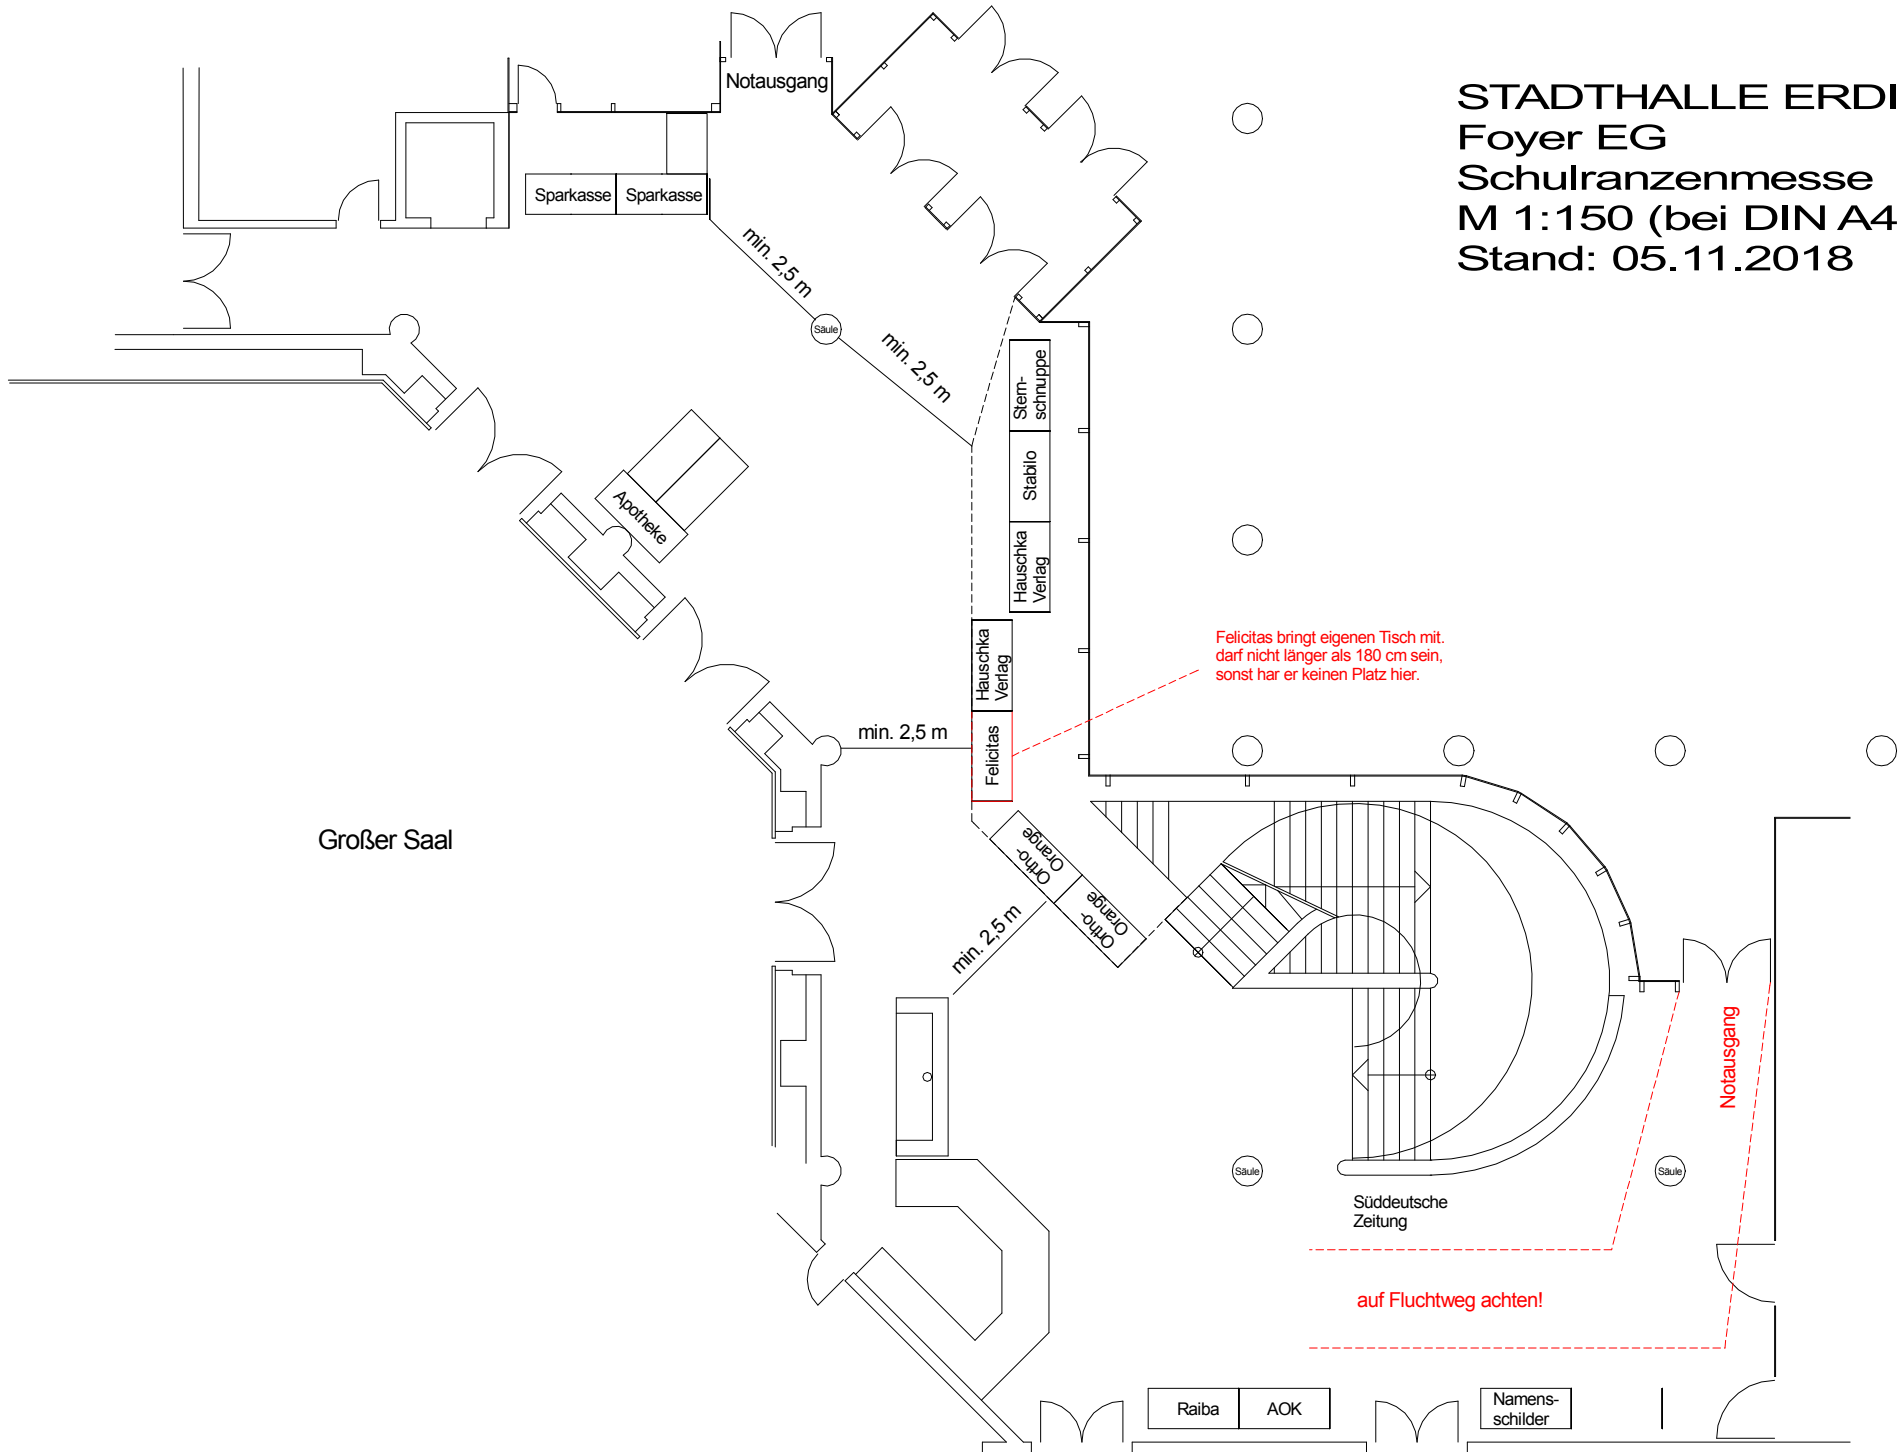 STADTHALLE ERDI
Foyer EG
Schulranzenmesse
M 1:150 (bei DIN A4
Stand: 05.11.2018
Notausgang
Sparkasse
Sparkasse
min. 2,5 m
Säule
min. 2,5 m
Stern-
schnuppe
Stabilo
Hauschka
Verlag
Apotheke
Hauschka
Verlag
Felicitas
Felicitas bringt eigenen Tisch mit.
darf nicht länger als 180 cm sein,
sonst har er keinen Platz hier.
min. 2,5 m
Großer Saal
Ortho-
Orange
Ortho-
Orange
min. 2,5 m
Notausgang
Säule
Säule
Süddeutsche
Zeitung
auf Fluchtweg achten!
Raiba
AOK
Namens-
schilder